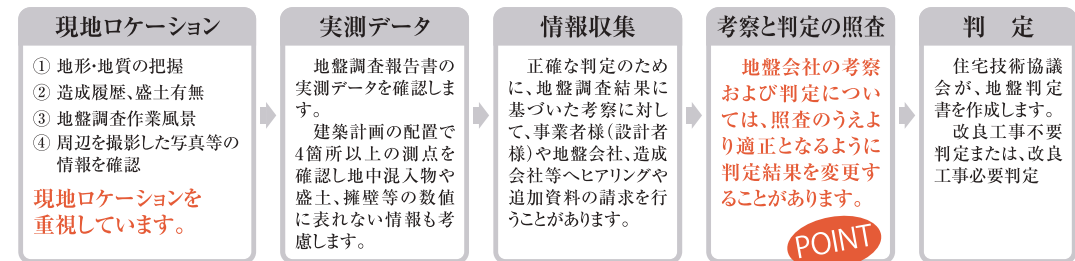 現地ロケーション
① 地形・地質の把握
② 造成履歴、盛土有無
③ 地盤調査作業風景
④ 周辺を撮影した写真等の
情報を確認
現地ロケーションを
重視しています。
実測データ
地盤調査報告書の
実測データを確認しま
す。
建築計画の配置で
4箇所以上の測点を
確認し地中混入物や
盛土、擁壁等の数値
に表れない情報も考
慮します。
情報収集
正確な判定のため
に、地盤調査結果に
基づいた考察に対し
て、事業者様（設計者
様）や地盤会社、造成
会社等へヒアリングや
追加資料の請求を行
うことがあります。
考察と判定の照査
地盤会社の考察
および判定につい
ては、照査のうえよ
り適正となるように
判定結果を変更す
ることがあります。
POINT
判　定
住宅技術協議
会が、地盤判定
書を作成します。
改良工事不要
判定または、改良
工事必要判定